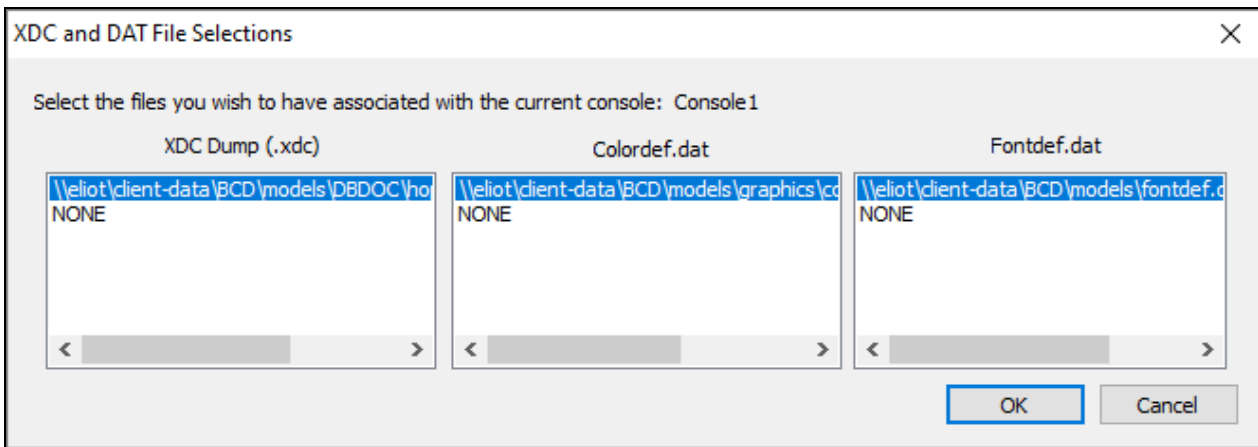 XDC and DAT File Selections
Select the files you wish to have associated with the current console: Console1
XDC Dump (.xdc)
Colordef.dat
Fontdef.dat
\\eliot\client-data\BCD\models\DBDOC\hor
NONE
\\eliot\client-data\BCD\models\graphics\co
NONE
\\eliot\client-data\BCD\models\fontdef.d
NONE
OK
Cancel